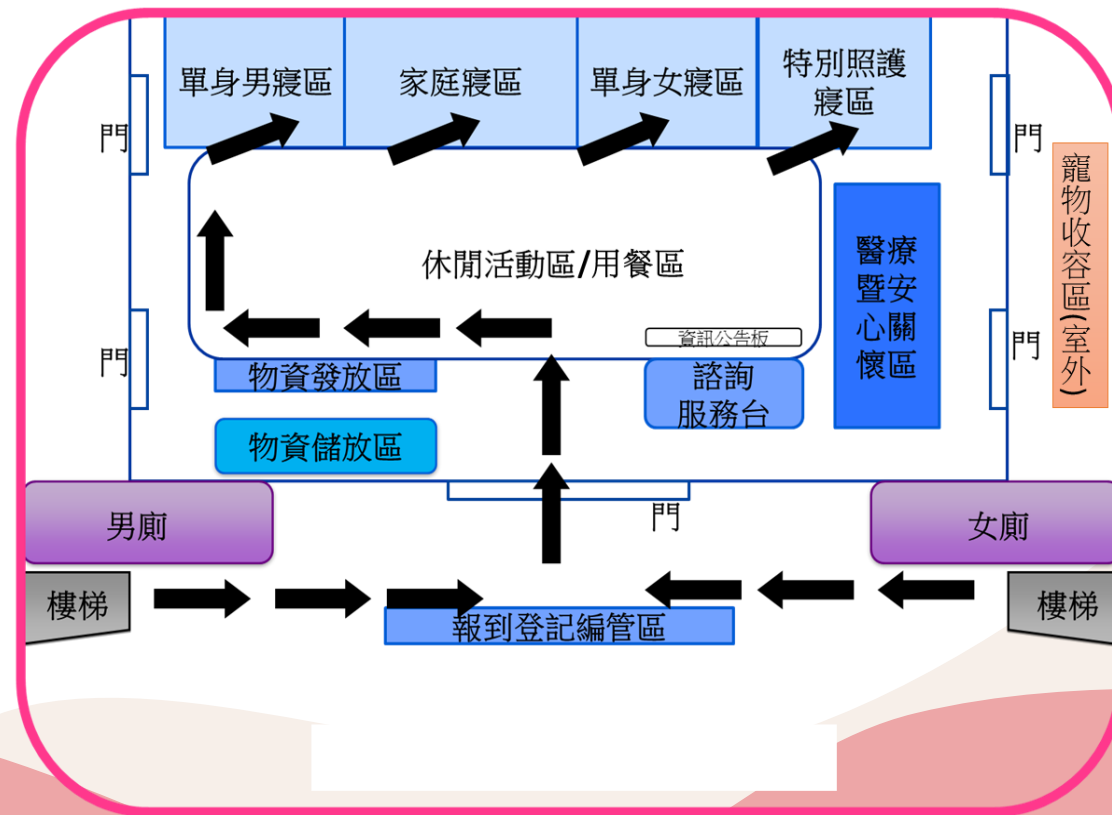 單身男寢區
家庭寢區
單身女寢區
特別照護
寢區
門
門
寵物收容區(室外)
休閒活動區/用餐區
醫療
暨安
心關
懷區
資訊公告板
門
門
物資發放區
諮詢
服務台
物資儲放區
門
男廁
女廁
樓梯
樓梯
報到登記編管區